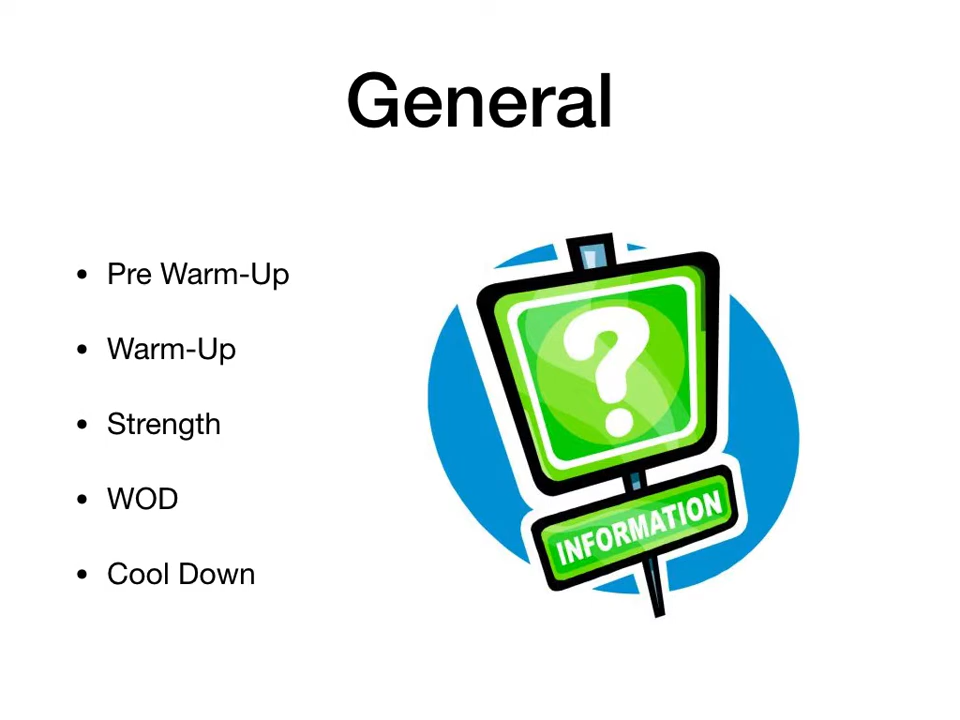 General
• Pre Warm-Up
• Warm-Up
• Strength
• WOD
• Cool Down
?
INFORMATION